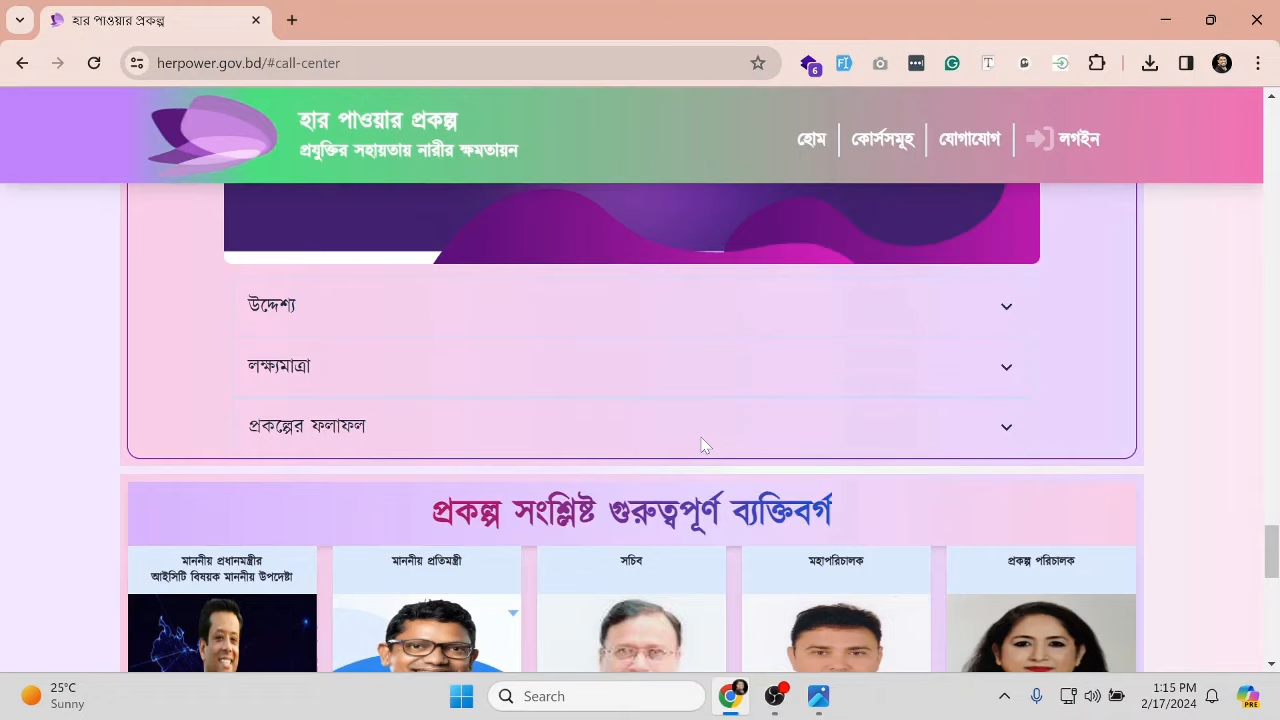 হার পাওয়ার প্রকল্প
herpower.gov.bd/#call-center
6
হার পাওয়ার প্রকল্প
প্রযুক্তির সহায়তায় নারীর ক্ষমতায়ন
হোম
কোর্সসমূহ
যোগাযোগ
লগইন
উদ্দেশ্য
লক্ষ্যমাত্রা
প্রকল্পের ফলাফল
প্রকল্প সংশ্লিষ্ট গুরুত্বপূর্ণ ব্যক্তিবর্গ
মাননীয় প্রধানমন্ত্রীর
আইসিটি বিষয়ক মাননীয় উপদেষ্টা
মাননীয় প্রতিমন্ত্রী
সচিব
মহাপরিচালক
প্রকল্প পরিচালক
25°C
Sunny
Search
1:15 PM
2/17/2024
PRE